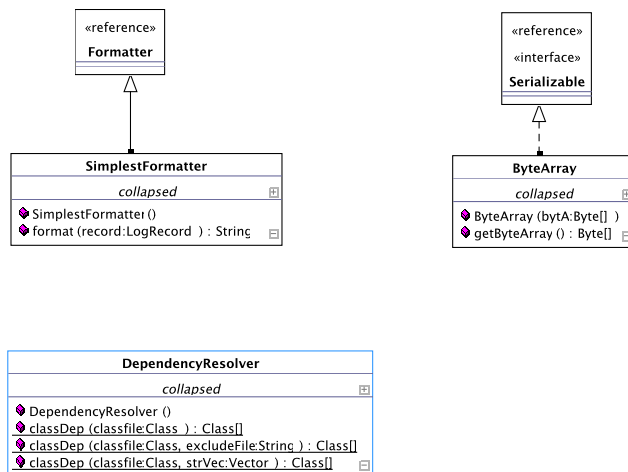 «reference»
Formatter
«reference»
«interface»
Serializable
SimplestFormatter
collapsed
SimplestFormatter ()
format (record:LogRecord ) : String
ByteArray
collapsed
ByteArray (bytA:Byte[] )
getByteArray () : Byte[]
DependencyResolver
collapsed
DependencyResolver ()
classDep (classfile:Class ) : Class[]
classDep (classfile:Class, excludeFile:String ) : Class[]
classDep (classfile:Class, strVec:Vector ) : Class[]